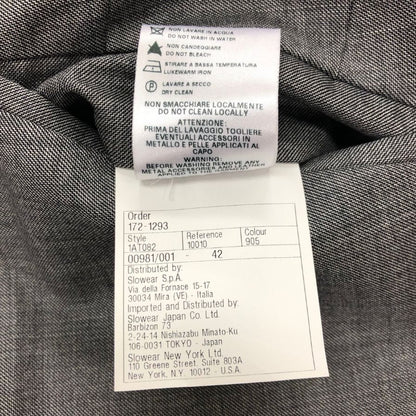 NON LAVARE IN ACQUA
DO NOT WASH IN WATER
NON CANDEGGIARE
DO NOT BLEACH
STIRARE A BASSA TEMPERATURA
LUKEWARM IRON
LAVARE A SECCO
DRY CLEAN
NON SMACCHIARE LOCALMENTE
DO NOT CLEAN LOCALLY
ATTENZIONE:
PRIMA DEL LAVAGGIO TOGLIERE
EVENTUALI ACCESSORI IN
METALLO E PELLE APPLICATI AL
CAPO
WARNING:
BEFORE WASHING REMOVE ANY
METAL ACCESSORIES AND LEATHER
APPLIED TO THE GARMENT
Order
172-1293
Style Reference Colour
1AT082 10010 905
00981/001 - 42
Distributed by:
Slowear S.p.A.
Via della Fornace 15-17
30034 Mira (VE) - Italia
Imported and Distributed by:
Slowear Japan Co. Ltd.
Barbizon 73
2-24-14 Nishiazabu Minato-Ku
106-0031 TOKYO - Japan
Slowear New York Ltd.
110 Greene Street, Suite 803A
New York, N.Y. 10012 - U.S.A.